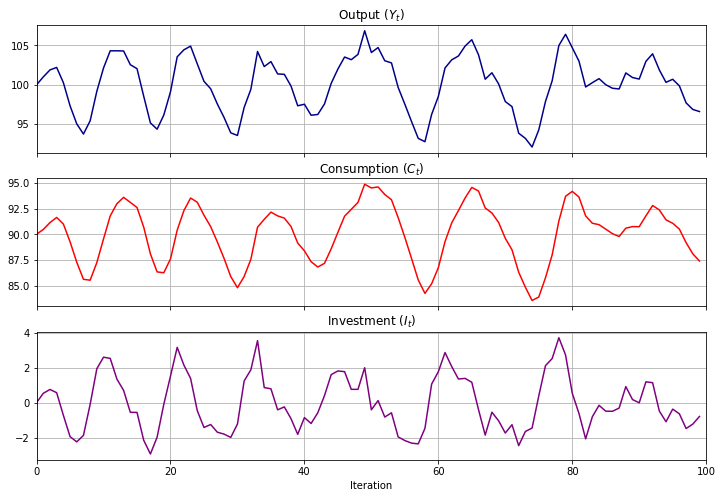 Output (Y_t)
105
100
95
Consumption (C_t)
95.0
92.5
90.0
87.5
85.0
Investment (I_t)
4
2
0
−2
0 20 40 60 80 100
Iteration